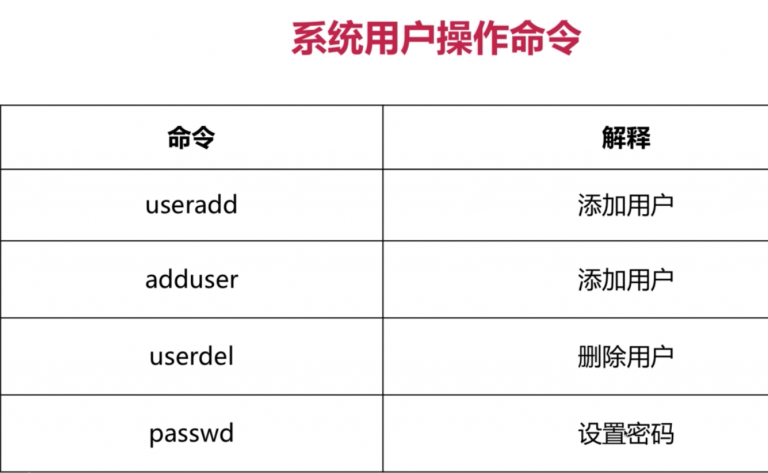 系统用户操作命令
命令 解释
useradd 添加用户
adduser 添加用户
userdel 删除用户
passwd 设置密码